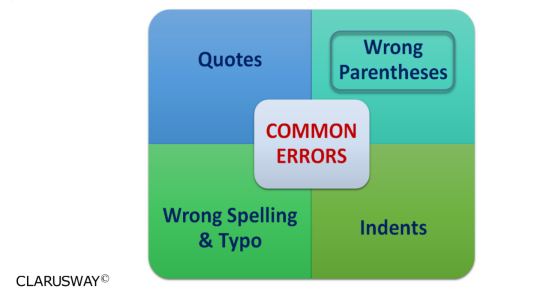 Quotes
Wrong
Parentheses
COMMON
ERRORS
Wrong Spelling
& Typo
Indents
CLARUSWAY©